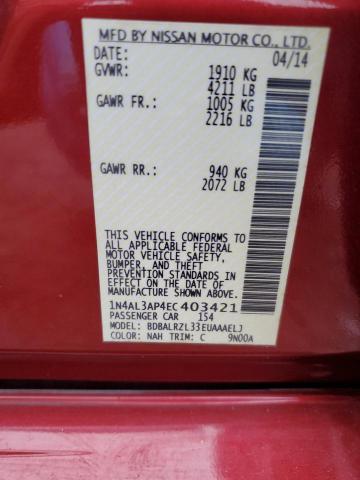 MFD BY NISSAN MOTOR CO., LTD.
04/14
GVWR: 1910 KG
4211 LB
GAWR FR.: 1005 KG
2216 LB
GAWR RR.: 940 KG
2072 LB
THIS VEHICLE CONFORMS TO
ALL APPLICABLE FEDERAL
MOTOR VEHICLE SAFETY,
BUMPER, AND THEFT
PREVENTION STANDARDS IN
EFFECT ON THE DATE OF
MANUFACTURE SHOWN ABOVE.
1N4AL3AP4EC403421
PASSENGER CAR 154
MODEL: BDBALRZL33EUAAAELJ
COLOR: NAH TRIM: C 9N00A